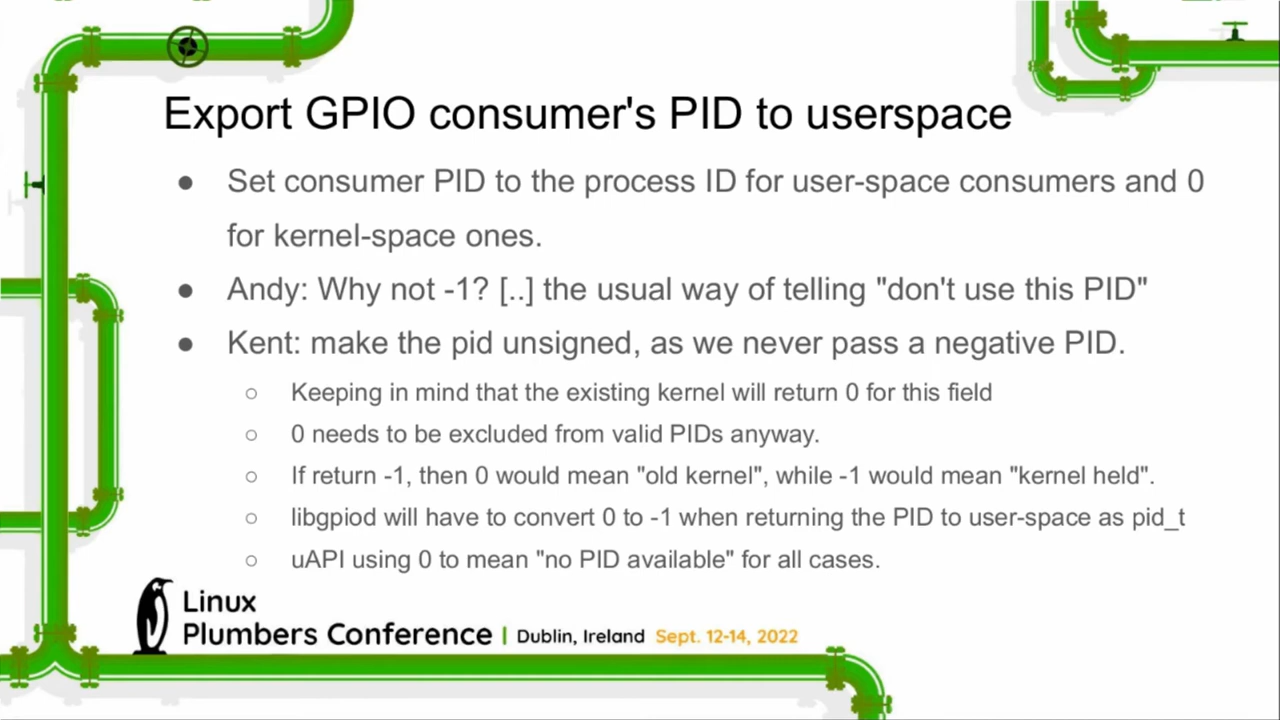 Export GPIO consumer's PID to userspace
● Set consumer PID to the process ID for user-space consumers and 0
for kernel-space ones.
● Andy: Why not -1? [..] the usual way of telling "don't use this PID"
● Kent: make the pid unsigned, as we never pass a negative PID.
○ Keeping in mind that the existing kernel will return 0 for this field
○ 0 needs to be excluded from valid PIDs anyway.
○ If return -1, then 0 would mean "old kernel", while -1 would mean "kernel held".
○ libgpiod will have to convert 0 to -1 when returning the PID to user-space as pid_t
○ uAPI using 0 to mean "no PID available" for all cases.
Linux
Plumbers Conference | Dublin, Ireland Sept. 12-14, 2022